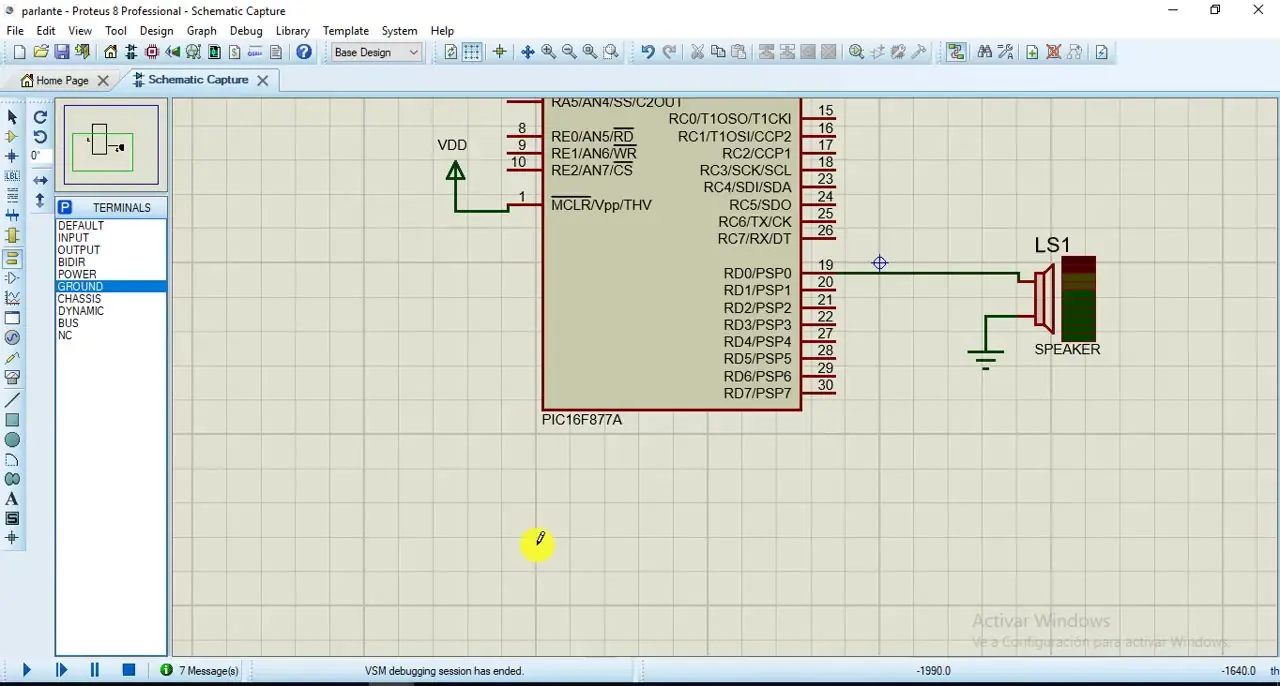 parlante - Proteus 8 Professional - Schematic Capture
File Edit View Tool Design Graph Debug Library Template System Help
Base Design
Home Page
Schematic Capture
0°
P TERMINALS
DEFAULT
INPUT
OUTPUT
BIDIR
POWER
GROUND
CHASSIS
DYNAMIC
BUS
NC
LBL
A
S
VDD
8
9
10
1
RA5/AN4/SS/C2OUT
RE0/AN5/RD
RE1/AN6/WR
RE2/AN7/CS
MCLR/Vpp/THV
RC0/T1OSO/T1CKI
RC1/T1OSI/CCP2
RC2/CCP1
RC3/SCK/SCL
RC4/SDI/SDA
RC5/SDO
RC6/TX/CK
RC7/RX/DT
RD0/PSP0
RD1/PSP1
RD2/PSP2
RD3/PSP3
RD4/PSP4
RD5/PSP5
RD6/PSP6
RD7/PSP7
15
16
17
18
23
24
25
26
19
20
21
22
27
28
29
30
PIC16F877A
LS1
SPEAKER
Activar Windows
Ve a Configuración para activar Windows.
7 Message(s)
VSM debugging session has ended.
-1990.0
-1640.0
th